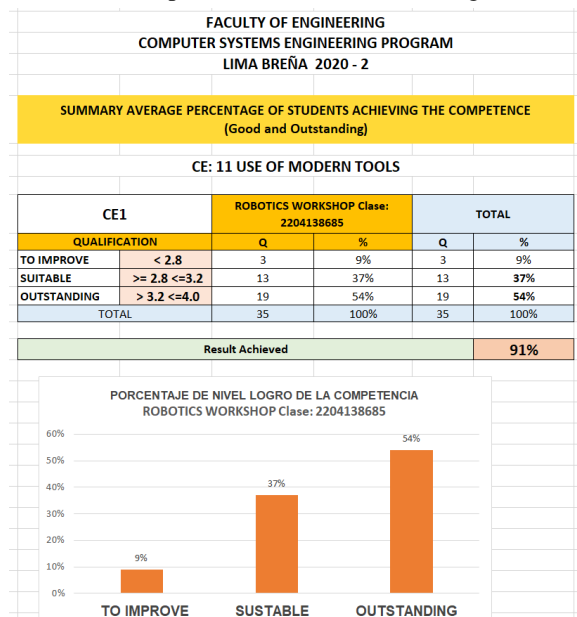 FACULTY OF ENGINEERING
COMPUTER SYSTEMS ENGINEERING PROGRAM
LIMA BREÑA 2020 - 2
SUMMARY AVERAGE PERCENTAGE OF STUDENTS ACHIEVING THE COMPETENCE
(Good and Outstanding)
CE: 11 USE OF MODERN TOOLS
CE1 ROBOTICS WORKSHOP Clase: 2204138685 TOTAL
QUALIFICATION Q % Q %
TO IMPROVE < 2.8 3 9% 3 9%
SUITABLE >= 2.8 <=3.2 13 37% 13 37%
OUTSTANDING > 3.2 <=4.0 19 54% 19 54%
TOTAL 35 100% 35 100%
Result Achieved 91%
PORCENTAJE DE NIVEL LOGRO DE LA COMPETENCIA
ROBOTICS WORKSHOP Clase: 2204138685
60%
54%
50%
40%
37%
30%
20%
10%
9%
0%
TO IMPROVE SUSTABLE OUTSTANDING